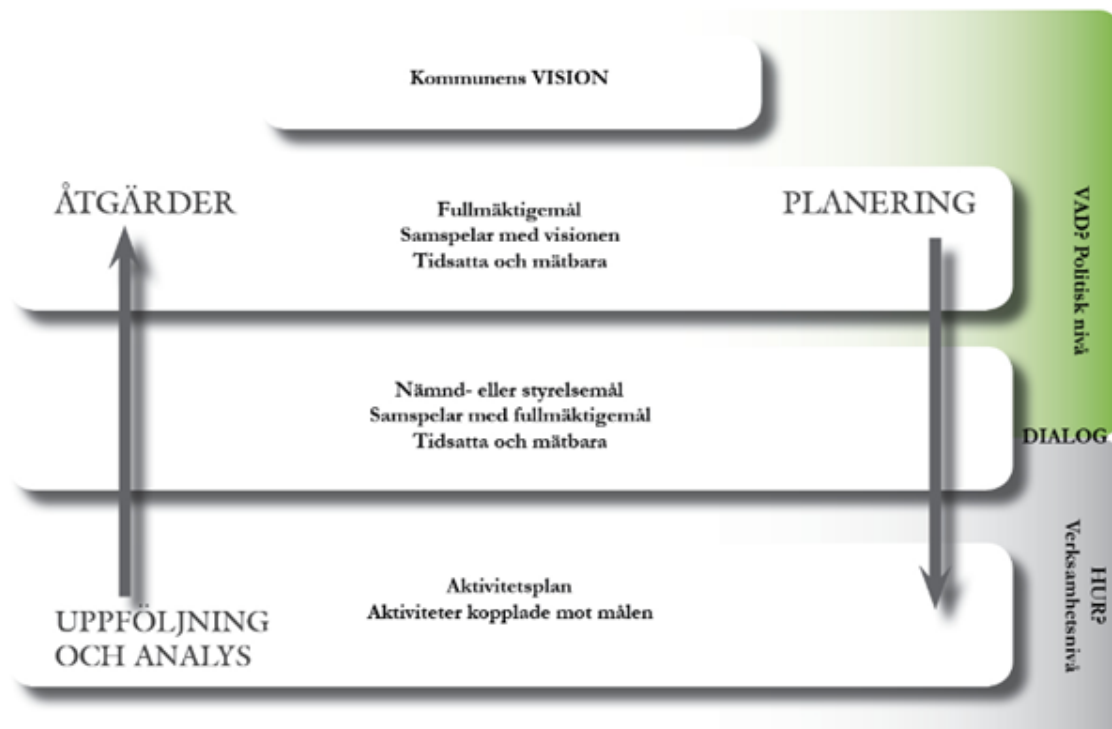 Kommunens VISION
ÅTGÄRDER
PLANERING
Fullmäktigemål
Samspelar med visionen
Tidsatta och mätbara
VAD? Politisk nivå
Nämnd- eller styrelsemål
Samspelar med fullmäktigemål
Tidsatta och mätbara
DIALOG
Aktivitetsplan
Aktiviteter kopplade mot målen
UPPFÖLJNING
OCH ANALYS
HUR?
Verksamhetsnivå